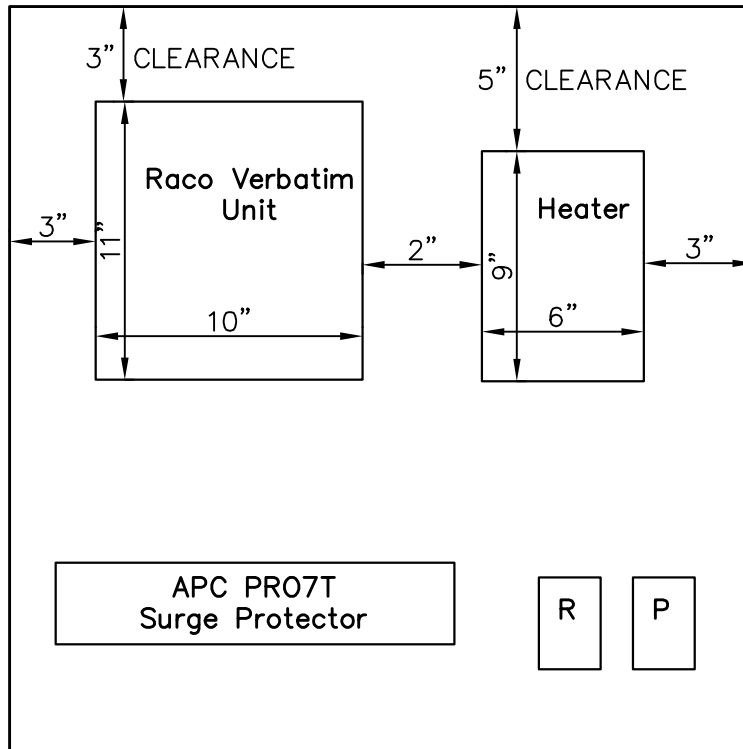 3” CLEARANCE
5” CLEARANCE
Raco Verbatim
Unit
Heater
3”
11”
2”
9”
3”
10”
6”
APC PRO7T
Surge Protector
R
P